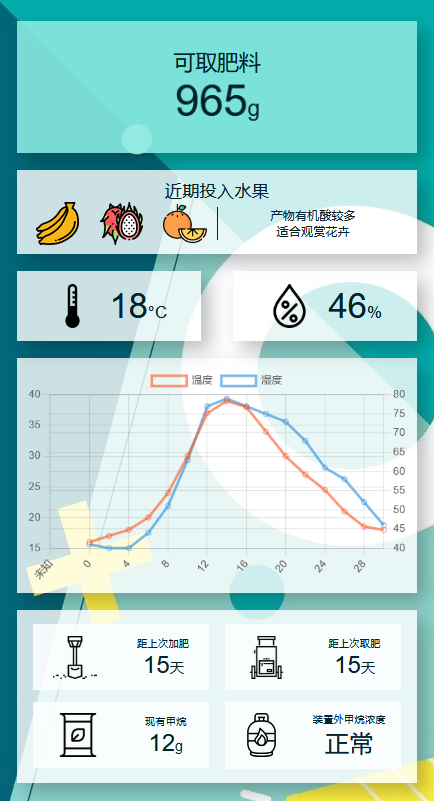 可取肥料
965g
近期投入水果
产物有机酸较多
适合观赏花卉
18°C
46%
温度 湿度
40 80
75
35 70
65
30 60
25 55
50
20 45
15 40
未知 0 4 8 12 16 20 24 28
距上次加肥
15天
距上次取肥
15天
现有甲烷
12g
装置外甲烷浓度
正常